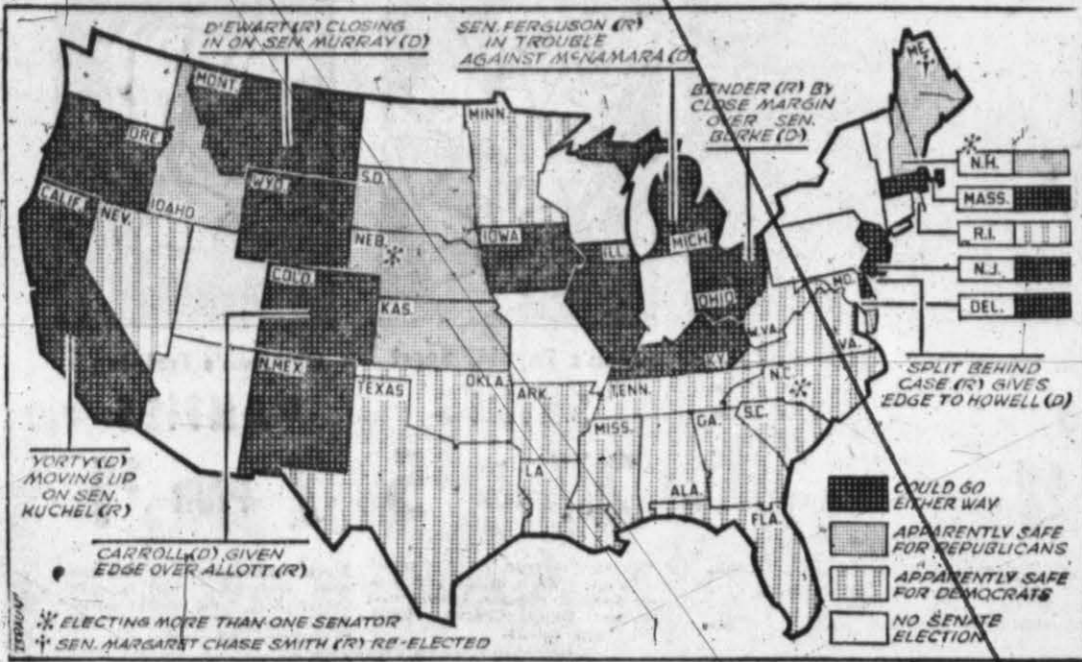 D'EWART (R) CLOSING
IN ON SEN. MURRAY (D)
SEN. FERGUSON (R)
IN TROUBLE
AGAINST McNAMARA (D)
BENDER (R) BY
CLOSE MARGIN
OVER SEN.
BURKE (D)
ME.
MONT.
MINN.
ORE.
N.H.
WYO.
S.D.
MASS.
CALIF.
NEV.
IDAHO
NEB.
IOWA
ILL.
MICH.
R.I.
N.J.
COLO.
KAS.
OHIO
MD.
DEL.
W.VA.
VA.
KY.
N.MEX.
TEXAS
OKLA.
ARK.
TENN.
N.C.
SPLIT BEHIND
CASE (R) GIVES
EDGE TO HOWELL (D)
MISS.
GA.
S.C.
YORTY (D)
MOVING UP
ON SEN.
KUCHEL (R)
LA.
ALA.
FLA.
COULD GO
EITHER WAY
CARROLL (D) GIVEN
EDGE OVER ALLOTT (R)
APPARENTLY SAFE
FOR REPUBLICANS
APPARENTLY SAFE
FOR DEMOCRATS
ELECTING MORE THAN ONE SENATOR
SEN. MARGARET CHASE SMITH (R) RE-ELECTED
NO SENATE
ELECTION